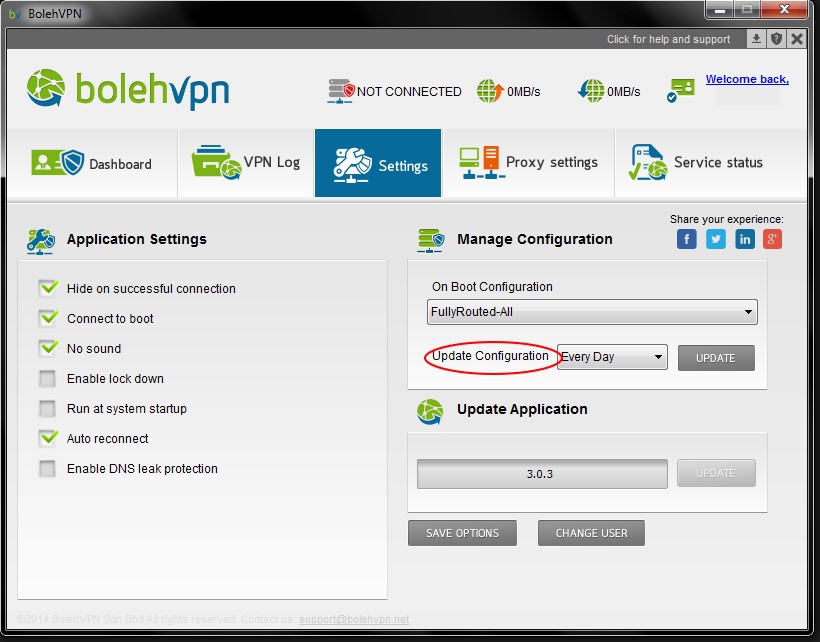 BolehVPN
Click for help and support
bolehvpn
NOT CONNECTED
0MB/s
0MB/s
Welcome back,
Dashboard
VPN Log
Settings
Proxy settings
Service status
Share your experience:
Application Settings
Hide on successful connection
Connect to boot
No sound
Enable lock down
Run at system startup
Auto reconnect
Enable DNS leak protection
Manage Configuration
On Boot Configuration
FullyRouted-All
Update Configuration Every Day UPDATE
Update Application
3.0.3 UPDATE
SAVE OPTIONS CHANGE USER
©2014 BolehVPN Sdn Bhd All rights reserved. Contact us: support@bolehvpn.net